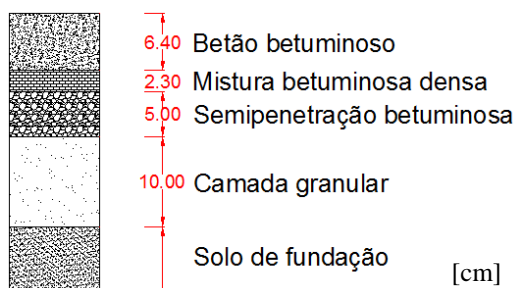 6.40 Betão betuminoso
2.30 Mistura betuminosa densa
5.00 Semipenetração betuminosa
10.00 Camada granular
Solo de fundação
[cm]